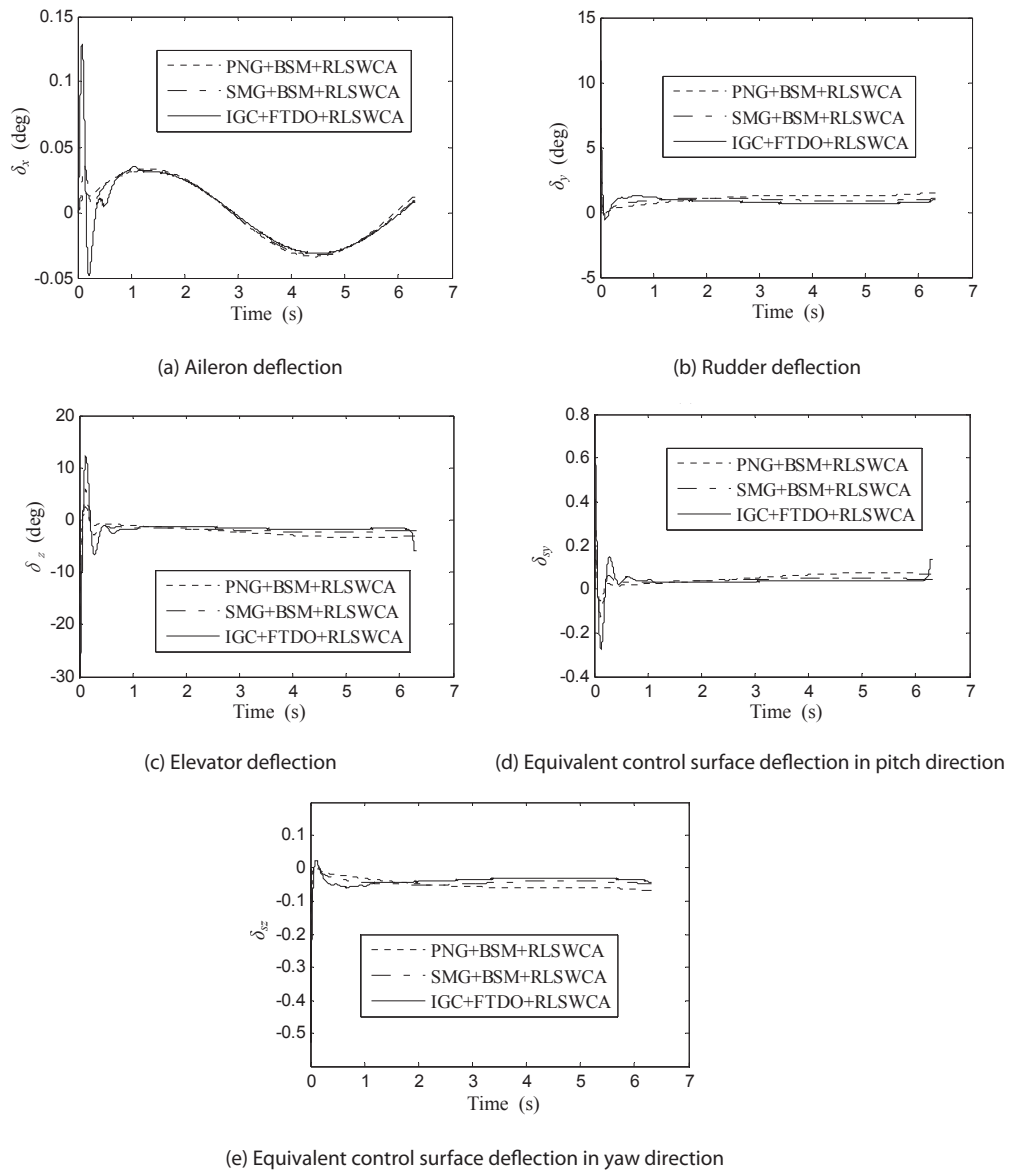 0.15
0.1
0.05
0
-0.05
δx (deg)
PNG+BSM+RLSWCA
SMG+BSM+RLSWCA
IGC+FTDO+RLSWCA
0 1 2 3 4 5 6 7
Time (s)
(a) Aileron deflection
15
10
5
0
-5
δy (deg)
PNG+BSM+RLSWCA
SMG+BSM+RLSWCA
IGC+FTDO+RLSWCA
0 1 2 3 4 5 6 7
Time (s)
(b) Rudder deflection
20
10
0
-10
-20
-30
δz (deg)
PNG+BSM+RLSWCA
SMG+BSM+RLSWCA
IGC+FTDO+RLSWCA
0 1 2 3 4 5 6 7
Time (s)
(c) Elevator deflection
0.8
0.6
0.4
0.2
0
-0.2
-0.4
δsy
PNG+BSM+RLSWCA
SMG+BSM+RLSWCA
IGC+FTDO+RLSWCA
0 1 2 3 4 5 6 7
Time (s)
(d) Equivalent control surface deflection in pitch direction
0.1
0
-0.1
-0.2
-0.3
-0.4
-0.5
δsz
PNG+BSM+RLSWCA
SMG+BSM+RLSWCA
IGC+FTDO+RLSWCA
0 1 2 3 4 5 6 7
Time (s)
(e) Equivalent control surface deflection in yaw direction